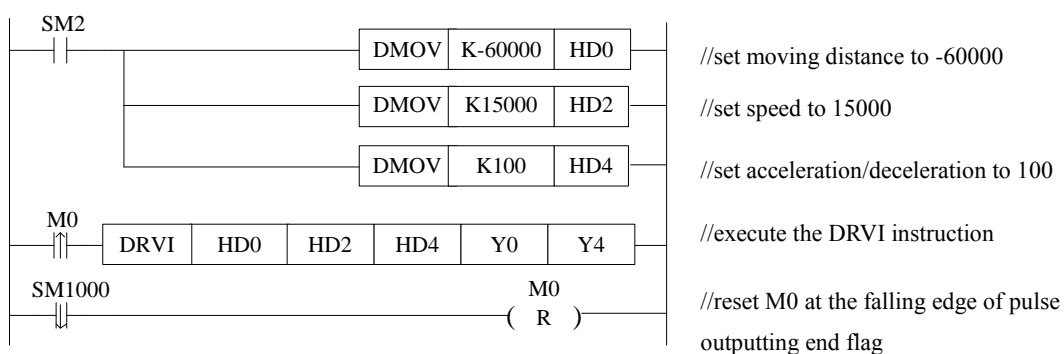 SM2
DMOV K-60000 HD0 //set moving distance to -60000
DMOV K15000 HD2 //set speed to 15000
DMOV K100 HD4 //set acceleration/deceleration to 100
M0
DRVI HD0 HD2 HD4 Y0 Y4 //execute the DRVI instruction
SM1000 M0
( R ) //reset M0 at the falling edge of pulse
outputting end flag